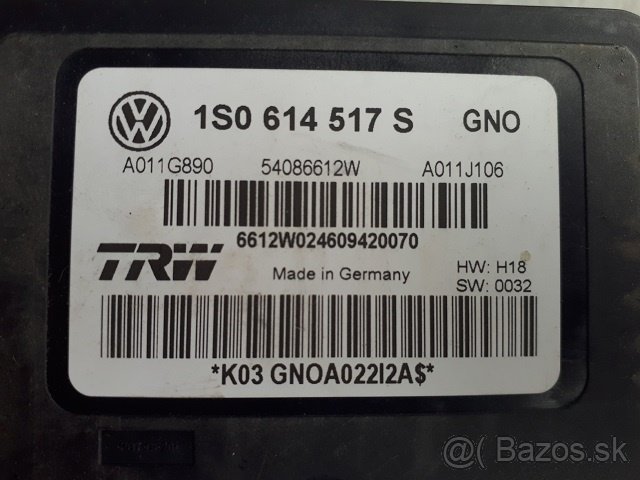 1S0 614 517 S GNO
A011G890 54086612W A011J106
6612W024609420070
TRW Made in Germany HW: H18
SW: 0032
*K03 GNOA022I2A$*
@( Bazos.sk